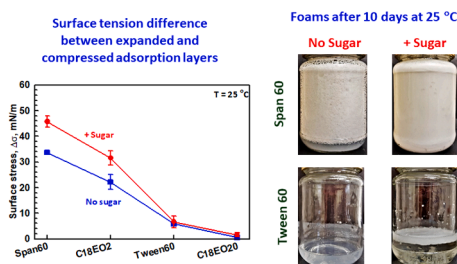 Surface tension difference
between expanded and
compressed adsorption layers
Surface stress, Δσ, mN/m
60
50
40
30
20
10
0
T = 25 °C
+ Sugar
No sugar
Span60
C18EO2
Tween60
C18EO20
Foams after 10 days at 25 °C
No Sugar
+ Sugar
Span 60
Tween 60